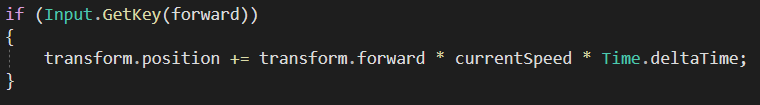 if (Input.GetKey(forward))
{
    transform.position += transform.forward * currentSpeed * Time.deltaTime;
}